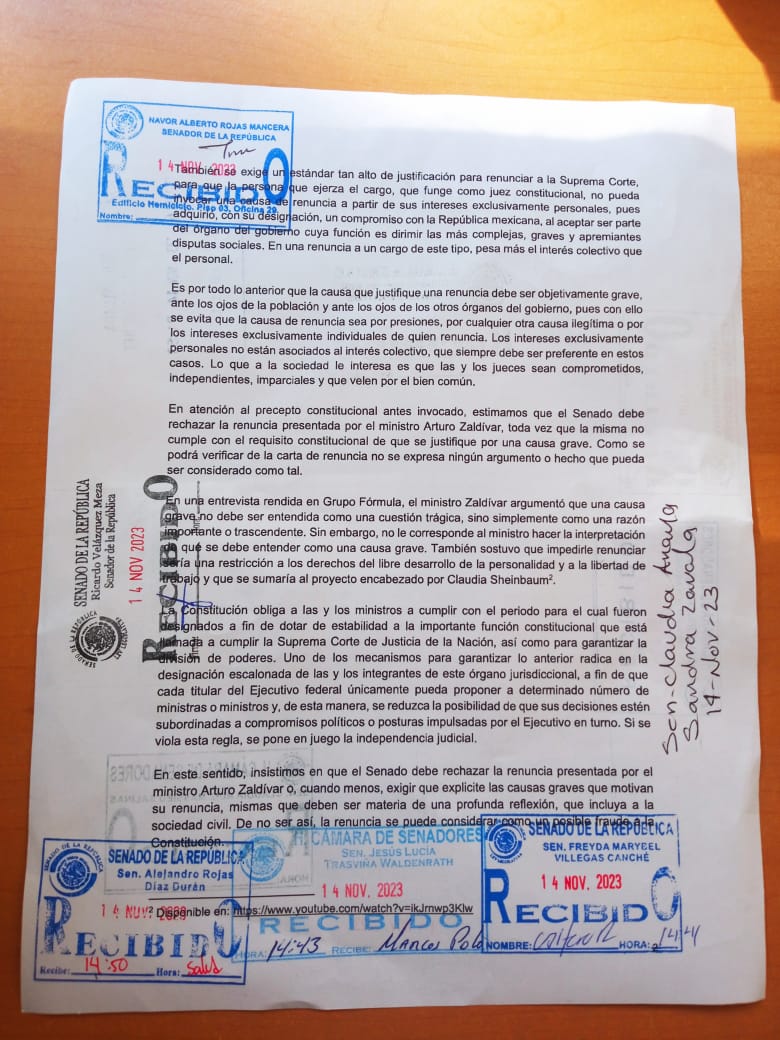 NAVOR ALBERTO ROJAS MANCERA
SENADOR DE LA REPÚBLICA
14 NOV. 2023
RECIBIDO
Edificio Hemiciclo, Piso 03, Oficina 29.
Nombre:
También se exige un estándar tan alto de justificación para renunciar a la Suprema Corte,
para que la persona que ejerza el cargo, que funge como juez constitucional, no pueda
invocar una causa de renuncia a partir de sus intereses exclusivamente personales, pues
adquirió, con su designación, un compromiso con la República mexicana, al aceptar ser parte
del órgano del gobierno cuya función es dirimir las más complejas, graves y apremiantes
disputas sociales. En una renuncia a un cargo de este tipo, pesa más el interés colectivo que
el personal.
Es por todo lo anterior que la causa que justifique una renuncia debe ser objetivamente grave,
ante los ojos de la población y ante los ojos de los otros órganos del gobierno, pues con ello
se evita que la causa de renuncia sea por presiones, por cualquier otra causa ilegítima o por
los intereses exclusivamente individuales de quien renuncia. Los intereses exclusivamente
personales no están asociados al interés colectivo, que siempre debe ser preferente en estos
casos. Lo que a la sociedad le interesa es que las y los jueces sean comprometidos,
independientes, imparciales y que velen por el bien común.
En atención al precepto constitucional antes invocado, estimamos que el Senado debe
rechazar la renuncia presentada por el ministro Arturo Zaldívar, toda vez que la misma no
cumple con el requisito constitucional de que se justifique por una causa grave. Como se
podrá verificar de la carta de renuncia no se expresa ningún argumento o hecho que pueda
ser considerado como tal.
En una entrevista rendida en Grupo Fórmula, el ministro Zaldívar argumentó que una causa
grave no debe ser entendida como una cuestión trágica, sino simplemente como una razón
importante o trascendente. Sin embargo, no le corresponde al ministro hacer la interpretación
de qué se debe entender como una causa grave. También sostuvo que impedirle renunciar
sería una restricción a los derechos del libre desarrollo de la personalidad y a la libertad de
trabajo y que se sumaría al proyecto encabezado por Claudia Sheinbaum².
La Constitución obliga a las y los ministros a cumplir con el periodo para el cual fueron
designados a fin de dotar de estabilidad a la importante función constitucional que está
llamada a cumplir la Suprema Corte de Justicia de la Nación, así como para garantizar la
división de poderes. Uno de los mecanismos para garantizar lo anterior radica en la
designación escalonada de las y los integrantes de este órgano jurisdiccional, a fin de que
cada titular del Ejecutivo federal únicamente pueda proponer a determinado número de
ministras o ministros y, de esta manera, se reduzca la posibilidad de que sus decisiones estén
subordinadas a compromisos políticos o posturas impulsadas por el Ejecutivo en turno. Si se
viola esta regla, se pone en juego la independencia judicial.
En este sentido, insistimos en que el Senado debe rechazar la renuncia presentada por el
ministro Arturo Zaldívar o, cuando menos, exigir que explicite las causas graves que motivan
su renuncia, mismas que deben ser materia de una profunda reflexión, que incluya a la
sociedad civil. De no ser así, la renuncia se puede considerar como un posible fraude a la
Constitución.
² Disponible en: https://www.youtube.com/watch?v=ikJrnwp3Klw
SENADO DE LA REPÚBLICA
Ricardo Velázquez Meza
Senador de la República
14 NOV 2023
RECIBIDO
Sen. Claudia Anaya
Sandra Zavala
14-Nov-23
SENADO DE LA REPÚBLICA
Sen. Alejandro Rojas
Díaz Durán
14 NOV. 2023
RECIBIDO
Recibe: 14:50 Hora:
CÁMARA DE SENADORES
SEN. JESÚS LUCÍA
TRASVIÑA WALDENRATH
14 NOV. 2023
RECIBIDO
HORA: 14:43 RECIBE: Marcos Polo
SENADO DE LA REPÚBLICA
SEN. FREYDA MARYBEL
VILLEGAS CANCHÉ
14 NOV. 2023
RECIBIDO
NOMBRE: HORA: 14:44